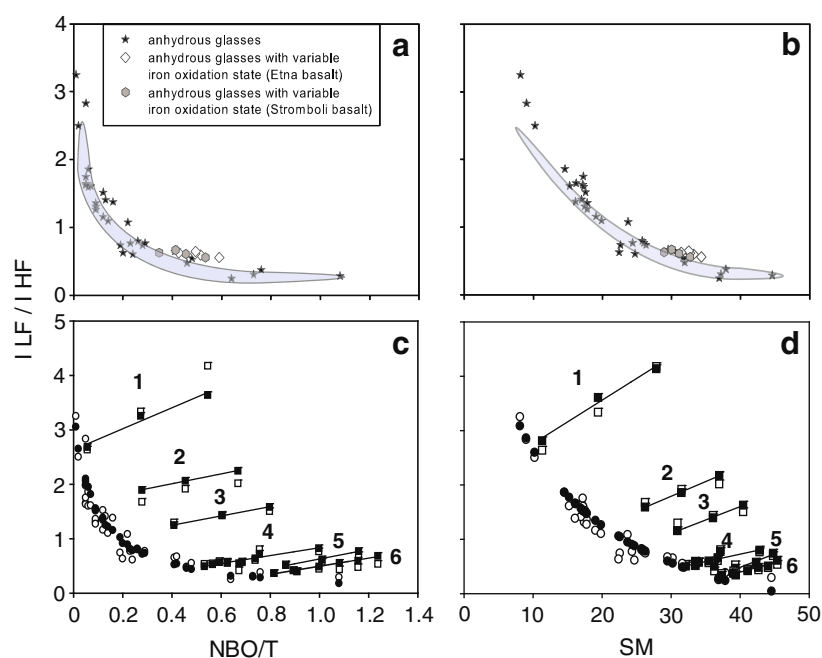 4
3
2
1
0
I LF / I HF
★ anhydrous glasses
◇ anhydrous glasses with variable
iron oxidation state (Etna basalt)
anhydrous glasses with variable
iron oxidation state (Stromboli basalt)
a
b
5
4
3
2
1
0
1
2
3
4
5
6
c
1
2
3
4
5
6
d
0 0.2 0.4 0.6 0.8 1.0 1.2 1.4
NBO/T
0 10 20 30 40 50
SM